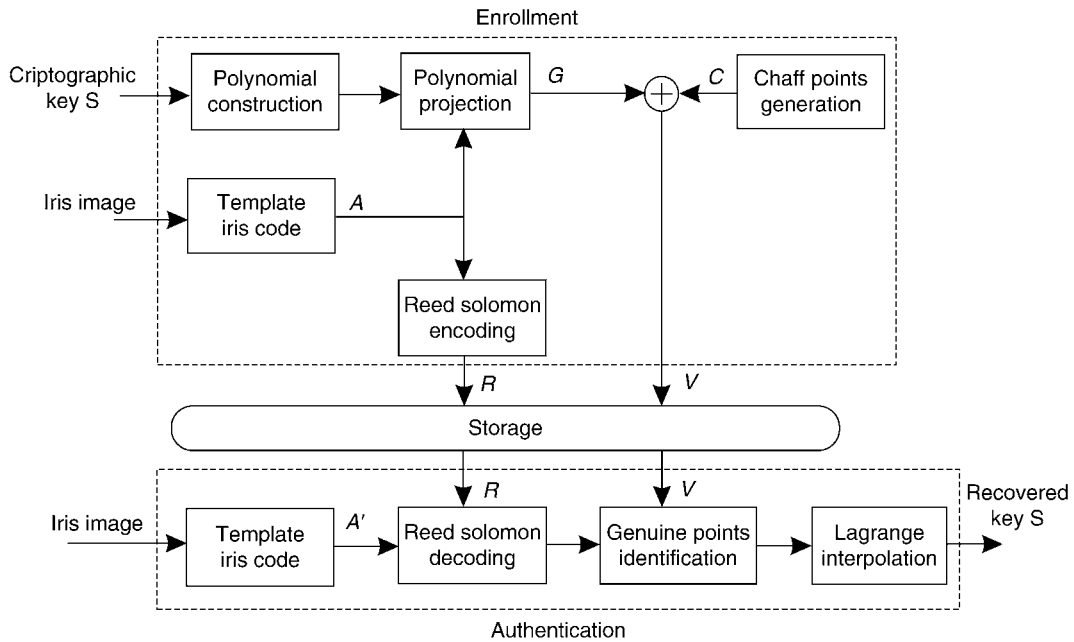 Enrollment
Criptographic
key S
Polynomial
construction
Polynomial
projection
G
C
Chaff points
generation
Iris image
Template
iris code
A
Reed solomon
encoding
R
V
Storage
R
V
Iris image
Template
iris code
A'
Reed solomon
decoding
Genuine points
identification
Lagrange
interpolation
Recovered
key S
Authentication